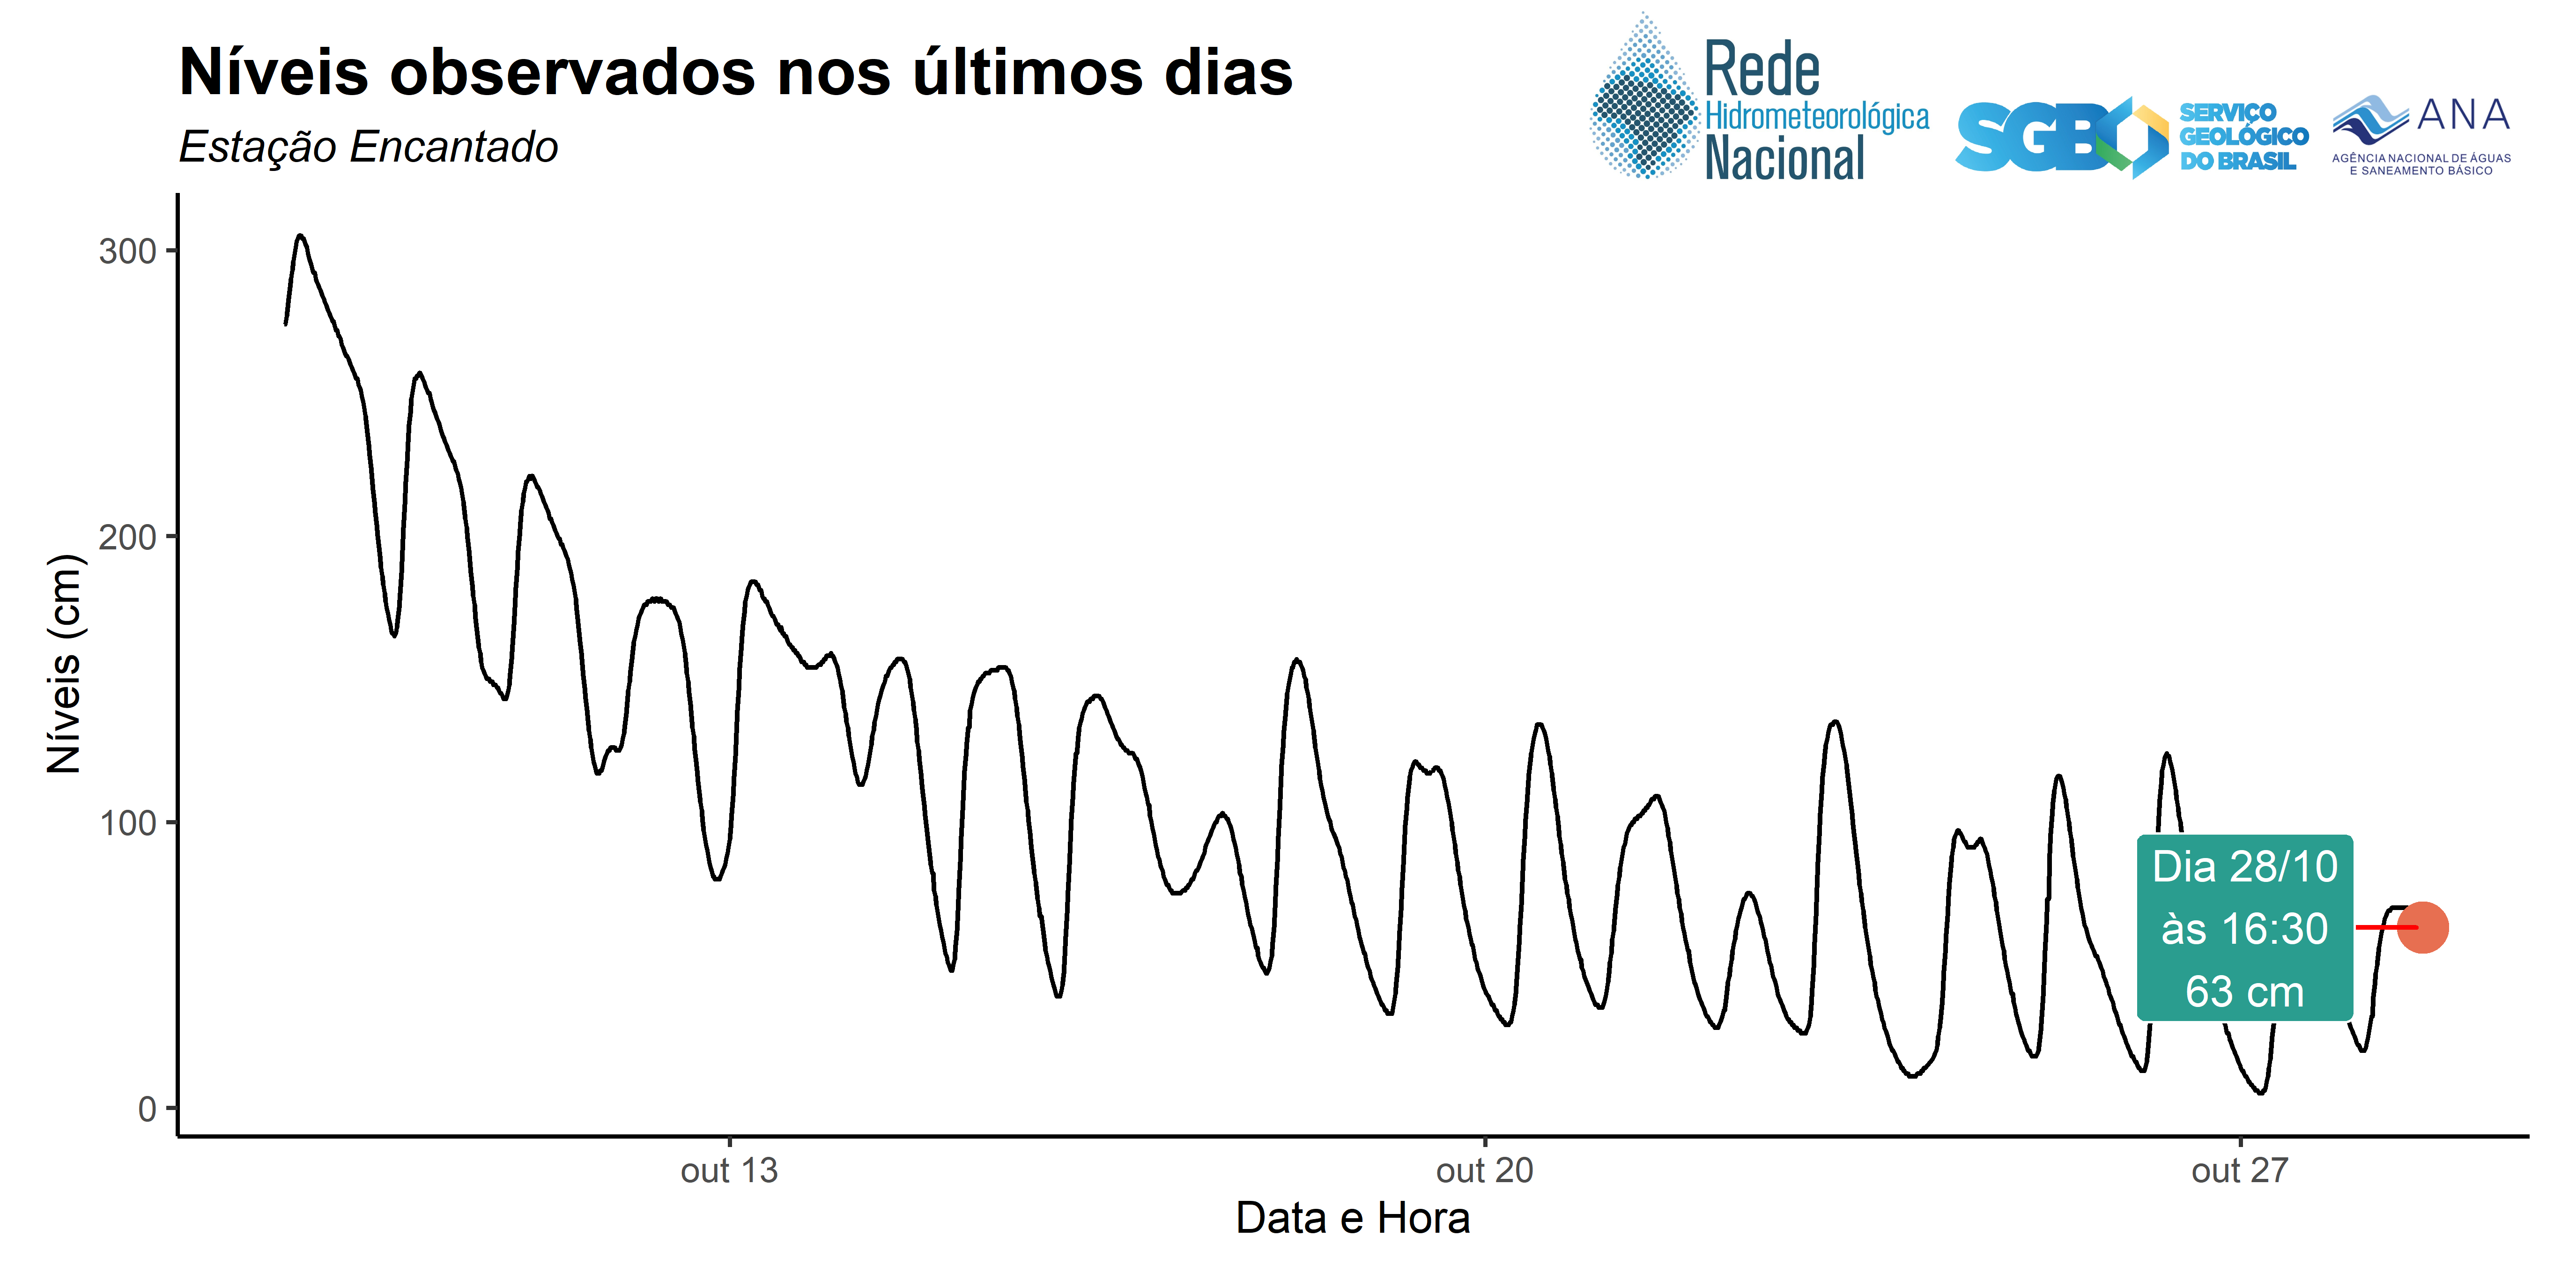 Níveis observados nos últimos dias
Estação Encantado
Rede
Hidrometeorológica
Nacional
SGB
SERVIÇO
GEOLÓGICO
DO BRASIL
ANA
AGÊNCIA NACIONAL DE ÁGUAS
E SANEAMENTO BÁSICO
Níveis (cm)
300
200
100
0
Dia 28/10
às 16:30
63 cm
out 13
out 20
out 27
Data e Hora